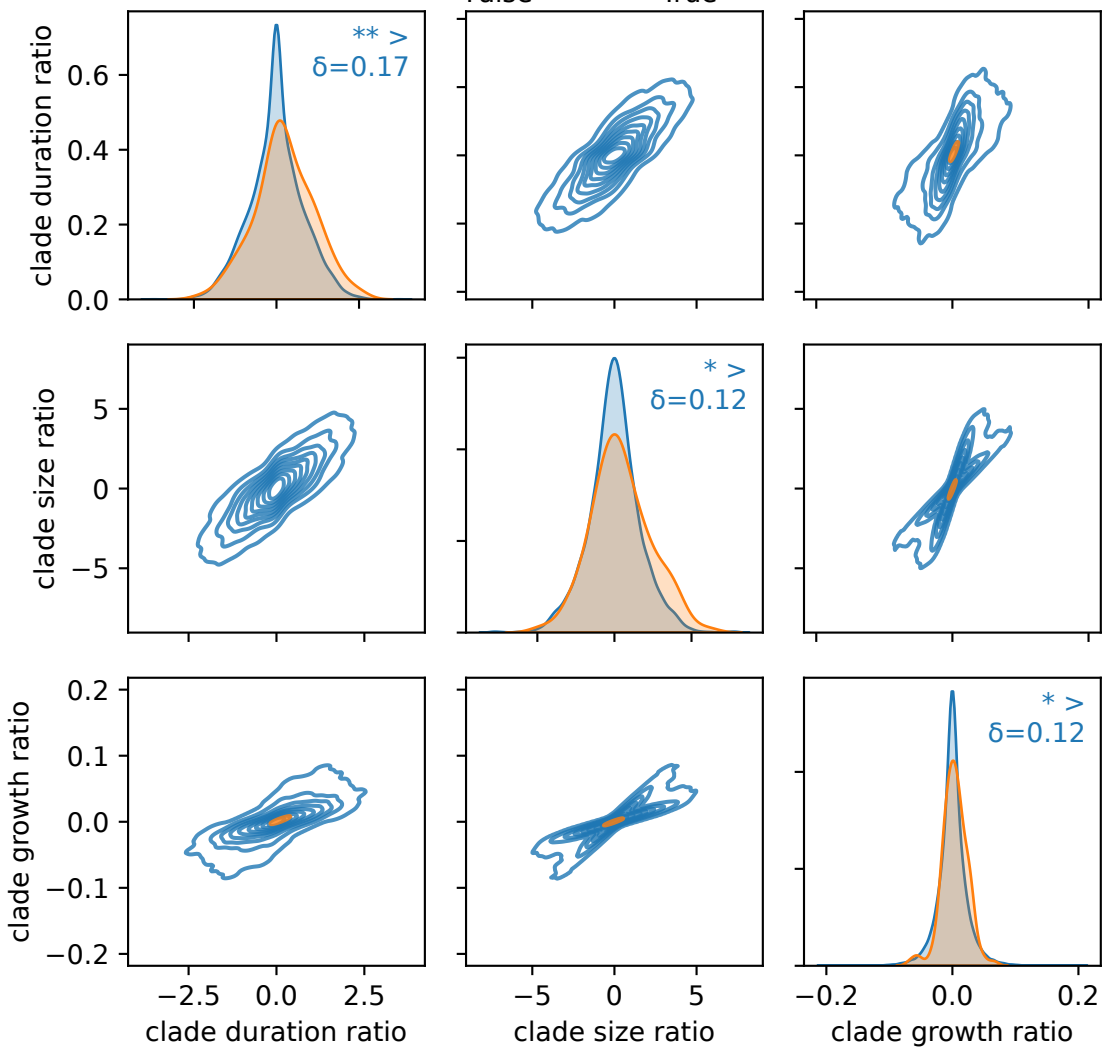 False True
clade duration ratio
0.6
0.4
0.2
0.0
** >
δ=0.17
clade size ratio
5
0
−5
* >
δ=0.12
clade growth ratio
0.2
0.1
0.0
−0.1
−0.2
* >
δ=0.12
−2.5 0.0 2.5
−5 0 5
−0.2 0.0 0.2
clade duration ratio
clade size ratio
clade growth ratio